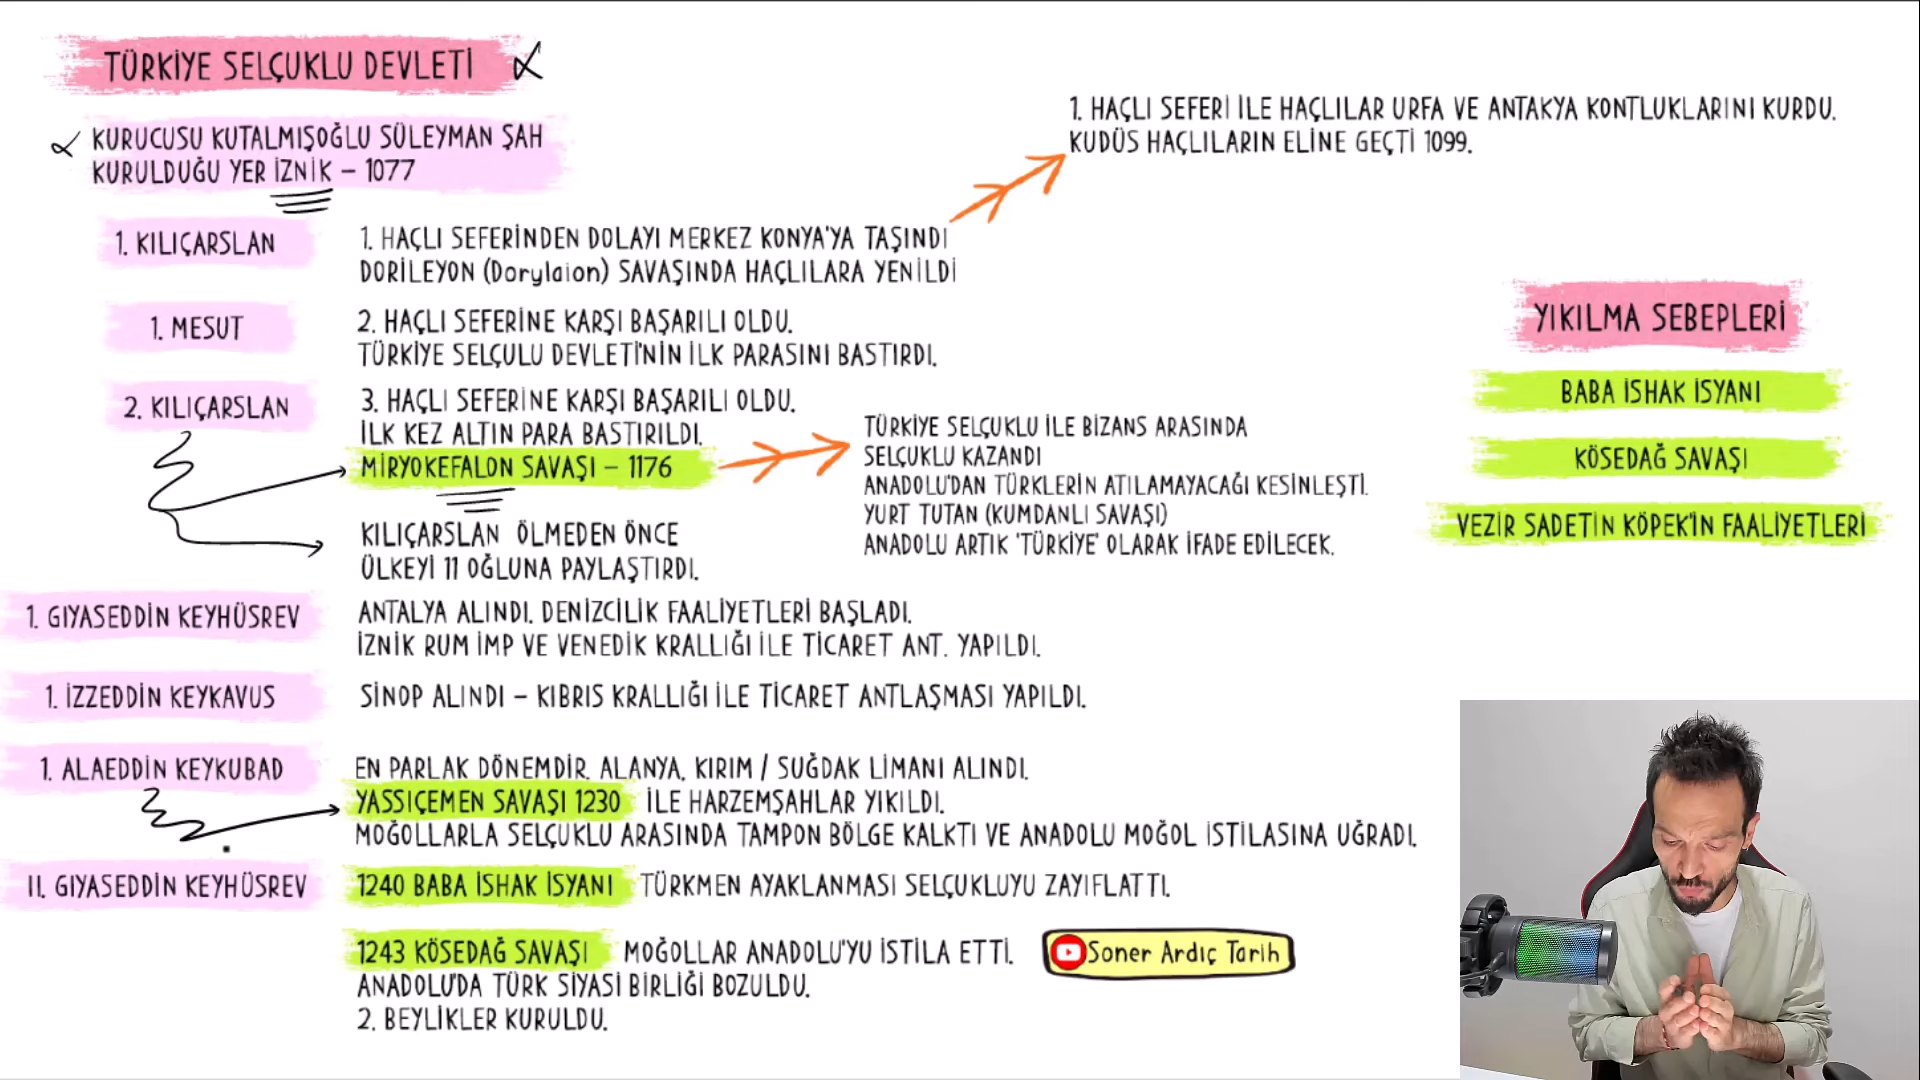 TÜRKİYE SELÇUKLU DEVLETİ
KURUCUSU KUTALMIŞOĞLU SÜLEYMAN ŞAH
KURULDUĞU YER İZNİK – 1077
1. HAÇLI SEFERİ İLE HAÇLILAR URFA VE ANTAKYA KONTLUKLARINI KURDU.
KUDÜS HAÇLILARIN ELİNE GEÇTİ 1099.
1. KILIÇARSLAN
1. HAÇLI SEFERİNDEN DOLAYI MERKEZ KONYA'YA TAŞINDI
DORİLEYON (Dorylaion) SAVAŞINDA HAÇLILARA YENİLDİ
1. MESUT
2. HAÇLI SEFERİNE KARŞI BAŞARILI OLDU.
TÜRKİYE SELÇULU DEVLETİ'NİN İLK PARASINI BASTIRDI.
2. KILIÇARSLAN
3. HAÇLI SEFERİNE KARŞI BAŞARILI OLDU.
İLK KEZ ALTIN PARA BASTIRILDI.
MİRYOKEFALON SAVAŞI – 1176
TÜRKİYE SELÇUKLU İLE BİZANS ARASINDA
SELÇUKLU KAZANDI
ANADOLU'DAN TÜRKLERİN ATILAMAYACAĞI KESİNLEŞTİ.
YURT TUTAN (KUMDANLI SAVAŞI)
ANADOLU ARTIK 'TÜRKİYE' OLARAK İFADE EDİLECEK.
KILIÇARSLAN ÖLMEDEN ÖNCE
ÜLKEYİ 11 OĞLUNA PAYLAŞTIRDI.
1. GIYASEDDİN KEYHÜSREV
ANTALYA ALINDI. DENİZCİLİK FAALİYETLERİ BAŞLADI.
İZNİK RUM İMP VE VENEDİK KRALLIĞI İLE TİCARET ANT. YAPILDI.
1. İZZEDDİN KEYKAVUS
SİNOP ALINDI – KIBRIS KRALLIĞI İLE TİCARET ANTLAŞMASI YAPILDI.
1. ALAEDDİN KEYKUBAD
EN PARLAK DÖNEMDİR. ALANYA, KIRIM / SUĞDAK LİMANI ALINDI.
YASSIÇEMEN SAVAŞI 1230 İLE HARZEMŞAHLAR YIKILDI.
MOĞOLLARLA SELÇUKLU ARASINDA TAMPON BÖLGE KALKTI VE ANADOLU MOĞOL İSTİLASINA UĞRADI.
II. GIYASEDDİN KEYHÜSREV
1240 BABA İSHAK İSYANI TÜRKMEN AYAKLANMASI SELÇUKLUYU ZAYIFLATTI.
1243 KÖSEDAĞ SAVAŞI MOĞOLLAR ANADOLU'YU İSTİLA ETTİ.
ANADOLU'DA TÜRK SİYASİ BİRLİĞİ BOZULDU.
2. BEYLİKLER KURULDU.
Soner Ardıç Tarih
YIKILMA SEBEPLERİ
BABA İSHAK İSYANI
KÖSEDAĞ SAVAŞI
VEZİR SADETİN KÖPEK'İN FAALİYETLERİ